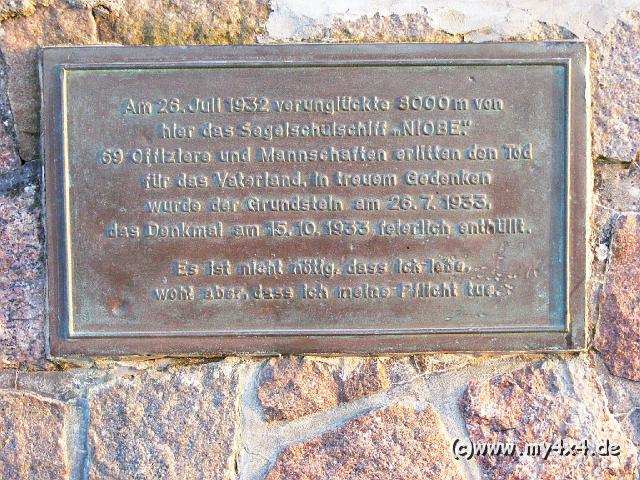 Am 26. Juli 1932 verunglückte 8000 m von
hier das Segelschulschiff „NIOBE".
69 Offiziere und Mannschaften erlitten den Tod
für das Vaterland. In treuem Gedenken
wurde der Grundstein am 26. 7. 1933,
das Denkmal am 15. 10. 1933 feierlich enthüllt.
Es ist nicht nötig, dass ich lebe,
wohl aber, dass ich meine Pflicht tue.
(c)www.my4x4.de